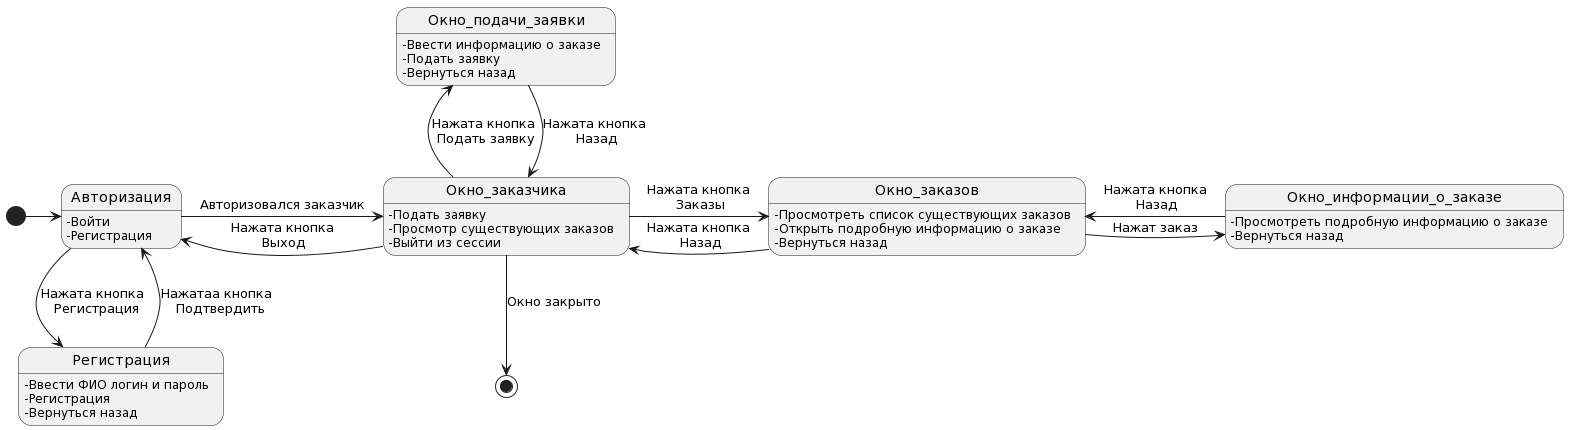 Окно_подачи_заявки
-Ввести информацию о заказе
-Подать заявку
-Вернуться назад
Нажата кнопка
Подать заявку
Нажата кнопка
Назад
Авторизация
-Войти
-Регистрация
Авторизовался заказчик
Нажата кнопка
Выход
Окно_заказчика
-Подать заявку
-Просмотр существующих заказов
-Выйти из сессии
Нажата кнопка
Заказы
Нажата кнопка
Назад
Окно_заказов
-Просмотреть список существующих заказов
-Открыть подробную информацию о заказе
-Вернуться назад
Нажата кнопка
Назад
Нажат заказ
Окно_информации_о_заказе
-Просмотреть подробную информацию о заказе
-Вернуться назад
Нажата кнопка
Регистрация
Нажатаа кнопка
Подтвердить
Окно закрыто
Регистрация
-Ввести ФИО логин и пароль
-Регистрация
-Вернуться назад